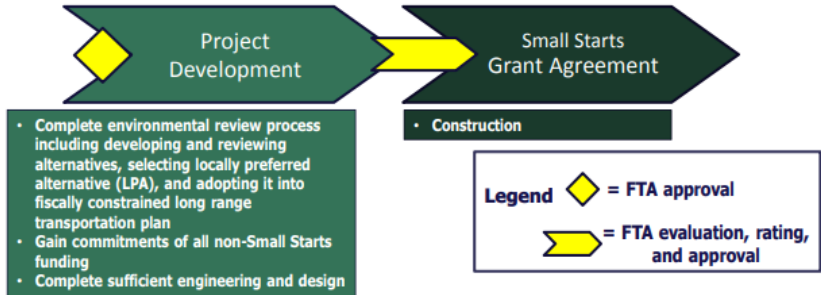 Project
Development
Small Starts
Grant Agreement
• Complete environmental review process
including developing and reviewing
alternatives, selecting locally preferred
alternative (LPA), and adopting it into
fiscally constrained long range
transportation plan
• Gain commitments of all non-Small Starts
funding
• Complete sufficient engineering and design
• Construction
Legend
= FTA approval
= FTA evaluation, rating,
and approval